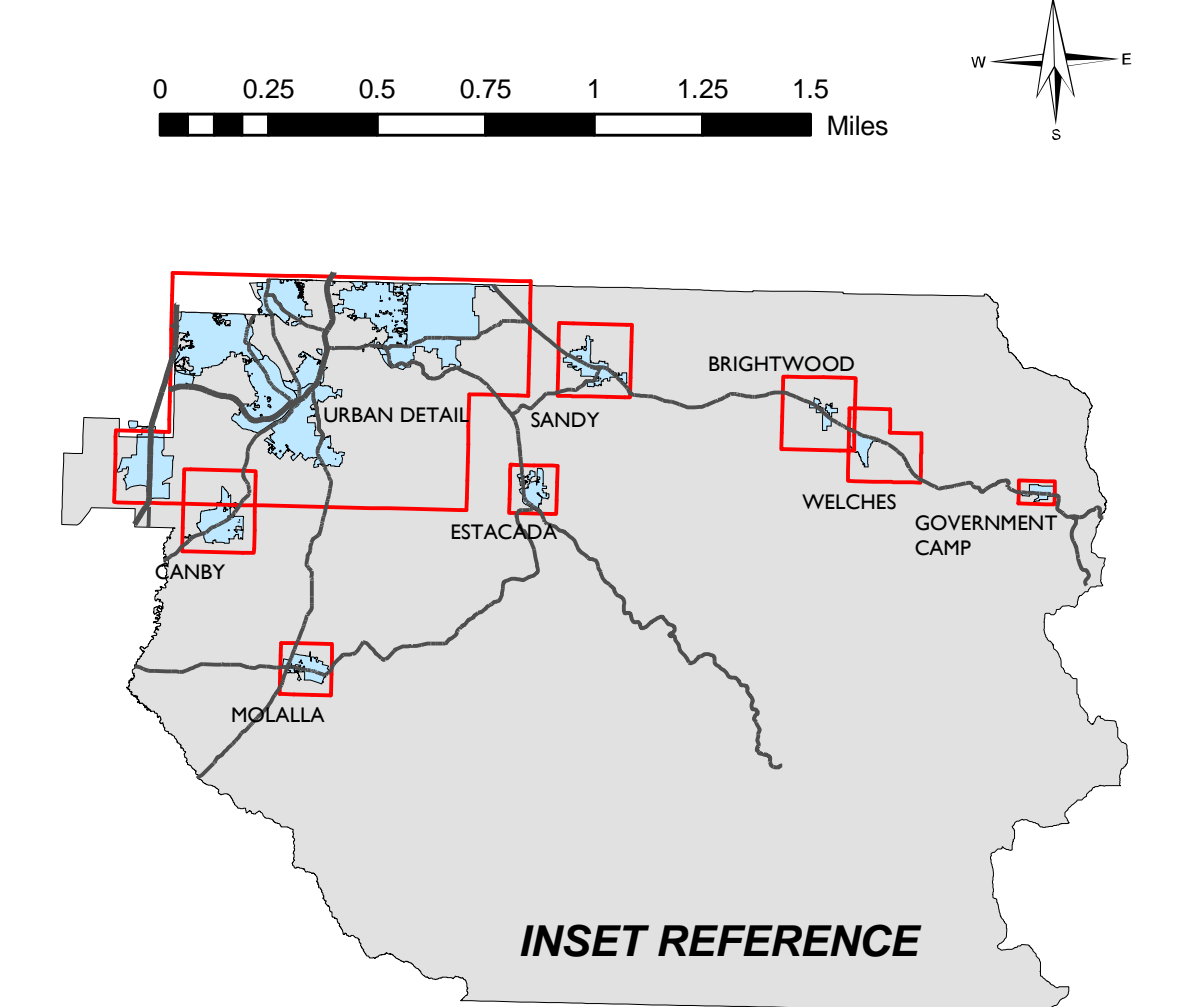 W E
S
0 0.25 0.5 0.75 1 1.25 1.5
Miles
BRIGHTWOOD
URBAN DETAIL
SANDY
WELCHES
GOVERNMENT
CAMP
ESTACADA
CANBY
MOLALLA
INSET REFERENCE